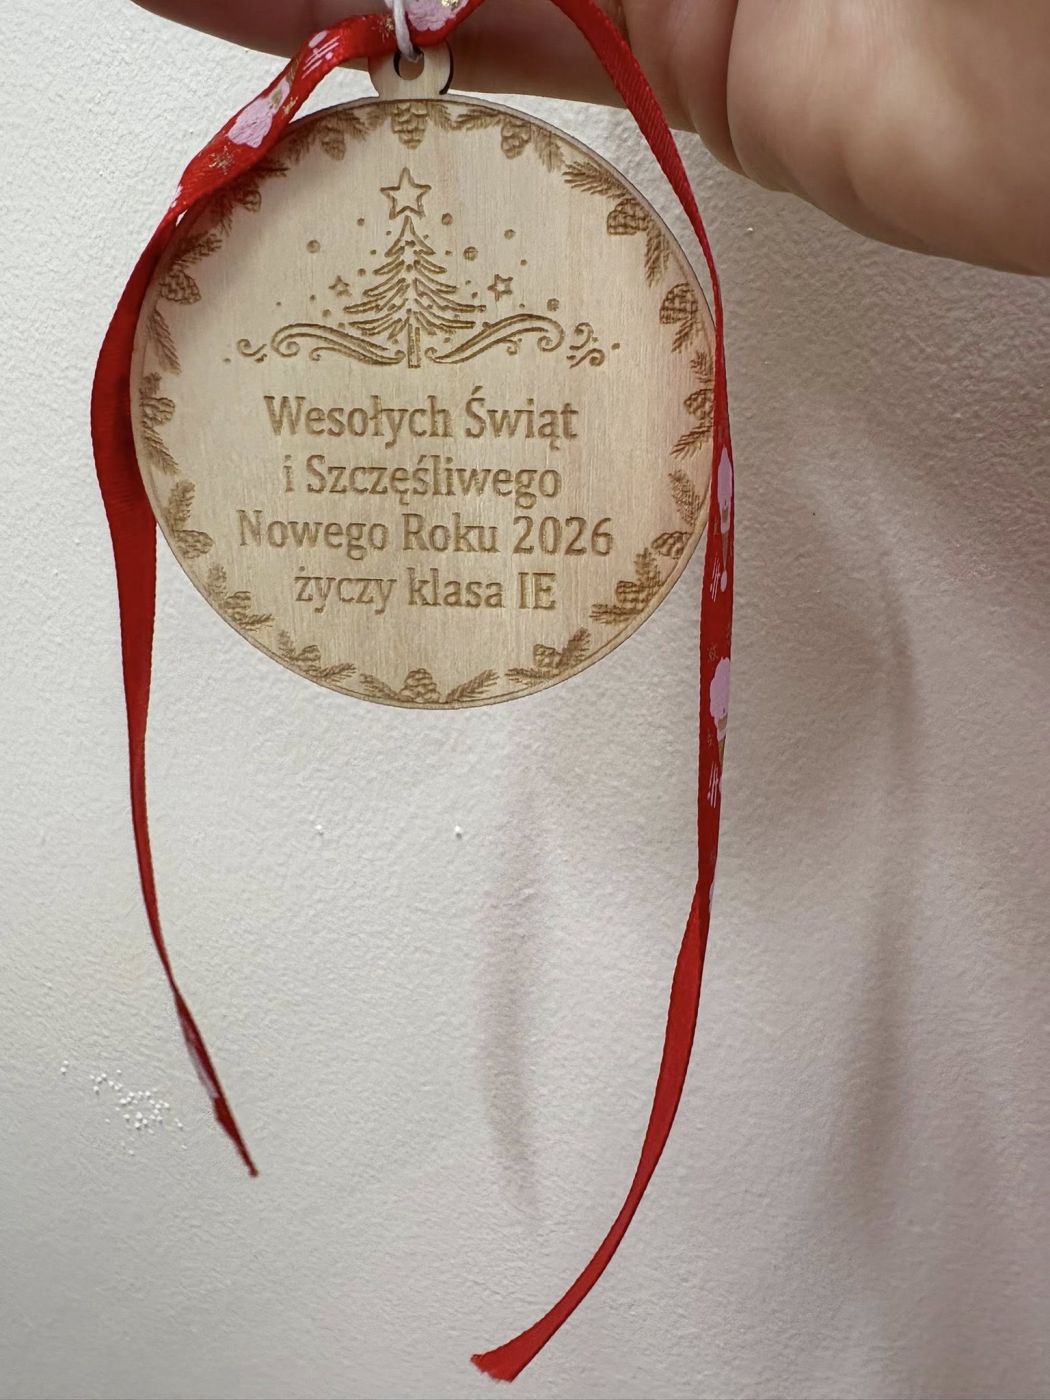 Wesołych Świąt
i Szczęśliwego
Nowego Roku 2026
życzy klasa IE